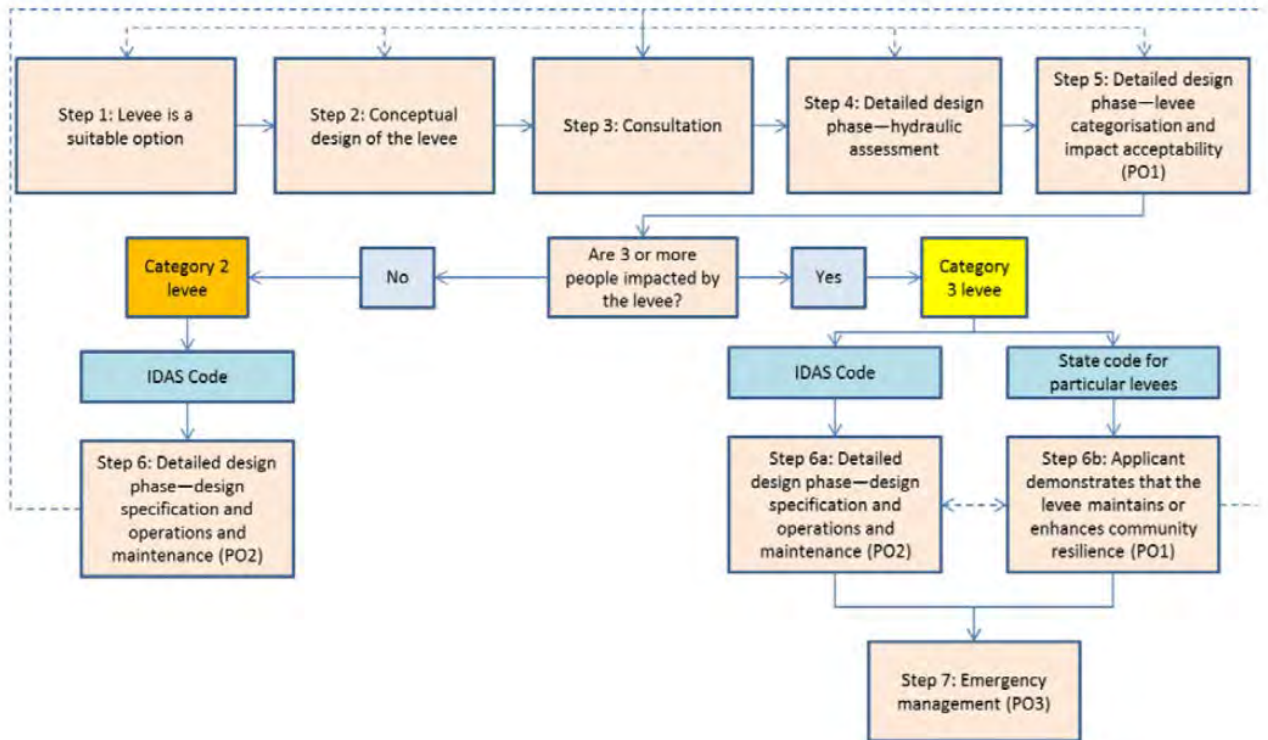 Step 1: Levee is a
suitable option
Step 2: Conceptual
design of the levee
Step 3: Consultation
Step 4: Detailed design
phase—hydraulic
assessment
Step 5: Detailed design
phase—levee
categorisation and
impact acceptability
(PO1)
Category 2
levee
No
Are 3 or more
people impacted by
the levee?
Yes
Category
3 levee
IDAS Code
IDAS Code
State code for
particular levees
Step 6: Detailed design
phase—design
specification and
operations and
maintenance (PO2)
Step 6a: Detailed
design phase—design
specification and
operations and
maintenance (PO2)
Step 6b: Applicant
demonstrates that the
levee maintains or
enhances community
resilience (PO1)
Step 7: Emergency
management (PO3)